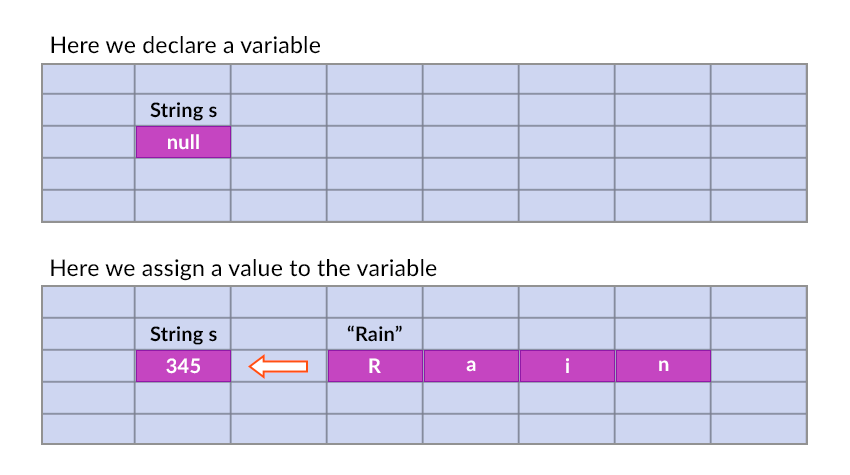 Here we declare a variable
String s
null
Here we assign a value to the variable
String s “Rain”
345 R a i n